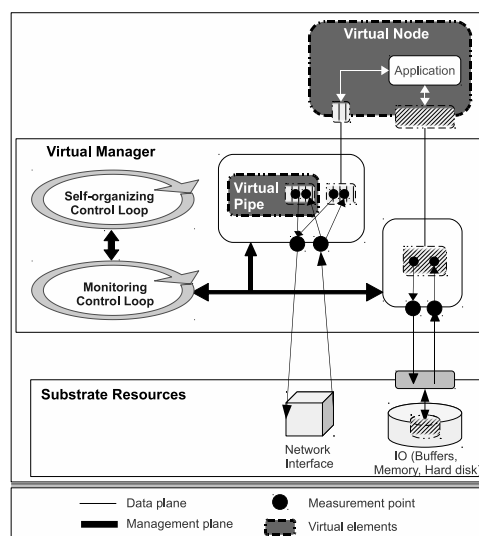 Virtual Node
Application
Virtual Manager
Self-organizing
Control Loop
Virtual
Pipe
Monitoring
Control Loop
Substrate Resources
Network
Interface
IO (Buffers,
Memory, Hard disk)
Data plane
Measurement point
Management plane
Virtual elements